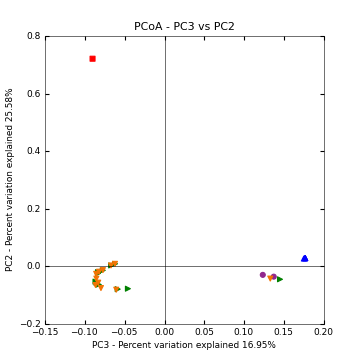 PCoA - PC3 vs PC2
PC2 - Percent variation explained 25.58%
0.8
0.6
0.4
0.2
0.0
−0.2
−0.15 −0.10 −0.05 0.00 0.05 0.10 0.15 0.20
PC3 - Percent variation explained 16.95%